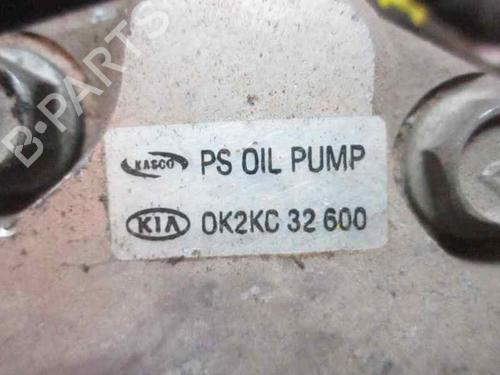 B-PARTS
KASCO PS OIL PUMP
KIA 0K2KC 32 600